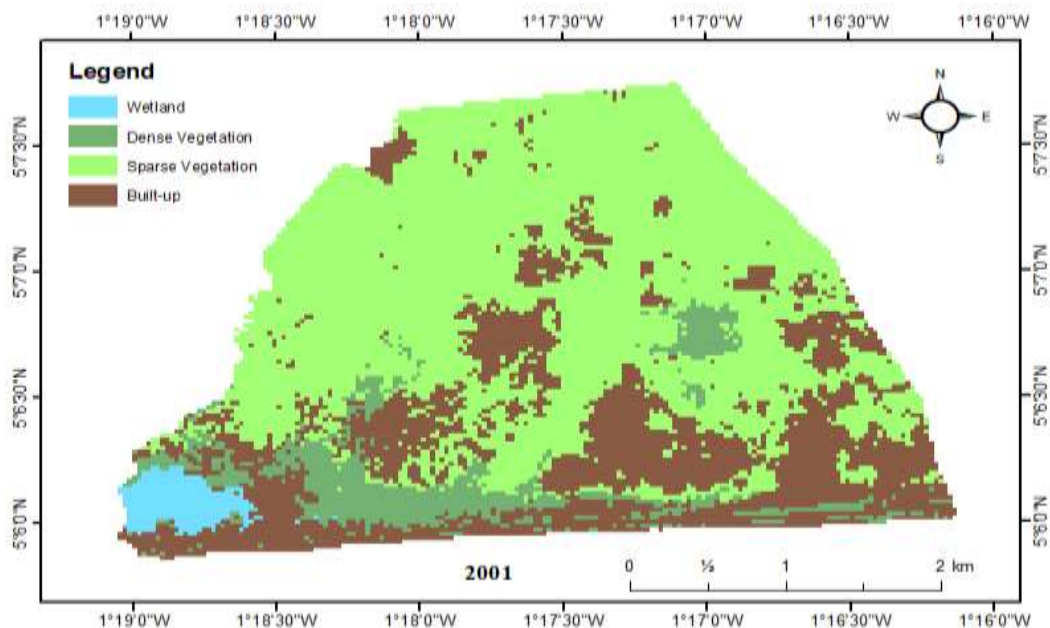 1°19'0"W 1°18'30"W 1°18'0"W 1°17'30"W 1°17'0"W 1°16'30"W 1°16'0"W
Legend
Wetland
Dense Vegetation
Sparse Vegetation
Built-up
N
W E
S
5°7'30"N 5°7'30"N
5°7'0"N 5°7'0"N
5°6'30"N 5°6'30"N
5°6'0"N 5°6'0"N
2001
0 ½ 1 2 km
1°19'0"W 1°18'30"W 1°18'0"W 1°17'30"W 1°17'0"W 1°16'30"W 1°16'0"W